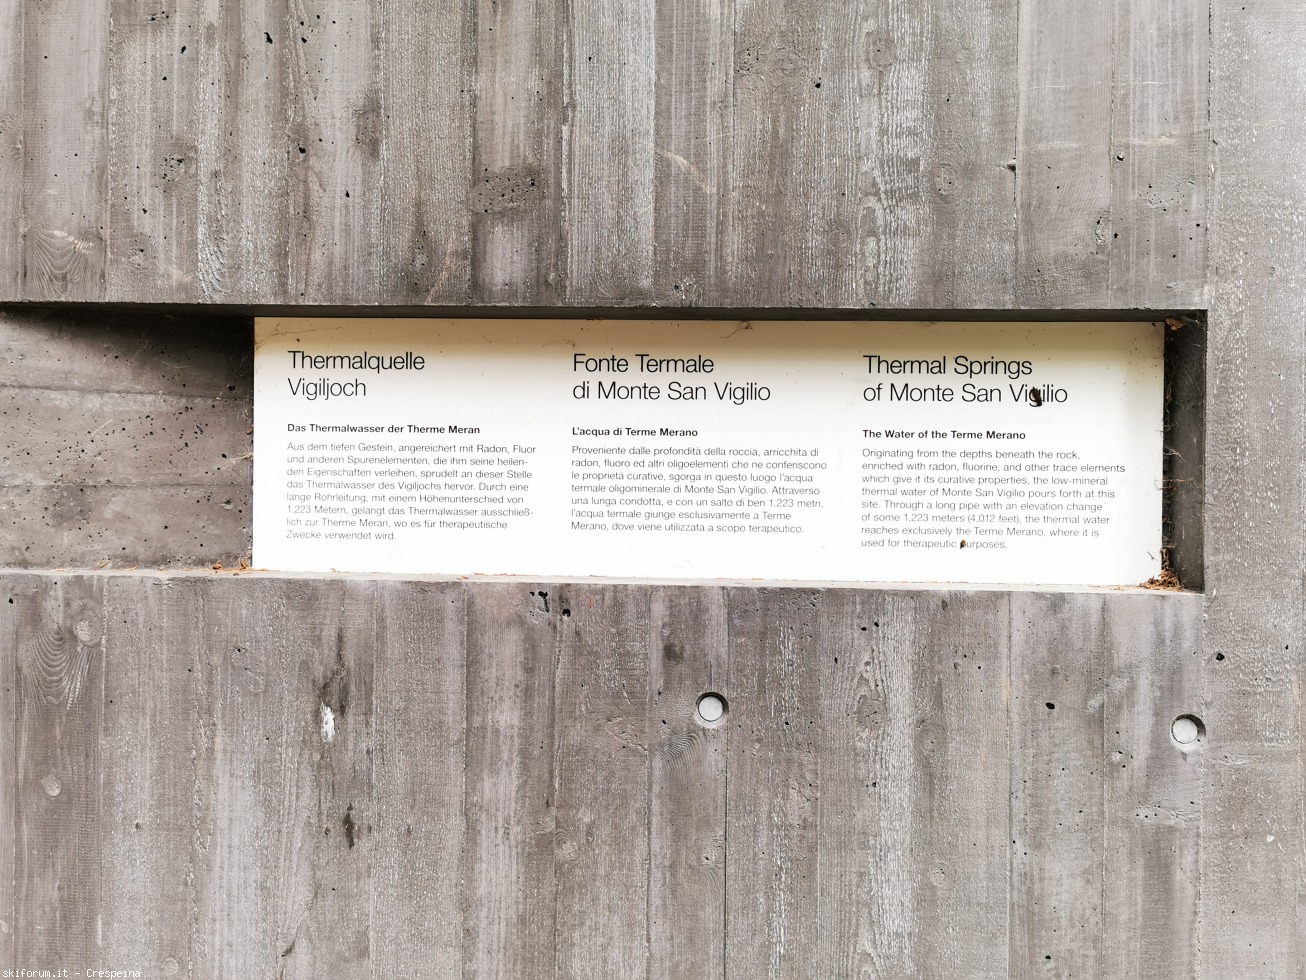 Thermalquelle
Vigiljoch
Das Thermalwasser der Therme Meran
Aus dem tiefen Gestein, angereichert mit Radon, Fluor
und anderen Spurenelementen, die ihm seine heilen-
den Eigenschaften verleihen, sprudelt an dieser Stelle
das Thermalwasser des Vigiljochs hervor. Durch eine
lange Rohrleitung, mit einem Höhenunterschied von
1.223 Metern, gelangt das Thermalwasser ausschließ-
lich zur Therme Meran, wo es für therapeutische
Zwecke verwendet wird.
Fonte Termale
di Monte San Vigilio
L'acqua di Terme Merano
Proveniente dalle profondità della roccia, arricchita di
radon, fluoro ed altri oligoelementi che ne conferiscono
le proprietà curative, sgorga in questo luogo l'acqua
termale oligominerale di Monte San Vigilio. Attraverso
una lunga condotta, e con un salto di ben 1.223 metri,
l'acqua termale giunge esclusivamente a Terme
Merano, dove viene utilizzata a scopo terapeutico.
Thermal Springs
of Monte San Vigilio
The Water of the Terme Merano
Originating from the depths beneath the rock,
enriched with radon, fluorine, and other trace elements
which give it its curative properties, the low-mineral
thermal water of Monte San Vigilio pours forth at this
site. Through a long pipe with an elevation change
of some 1,223 meters (4,012 feet), the thermal water
reaches exclusively the Terme Merano, where it is
used for therapeutic purposes.
skiforum.it - Crespeina